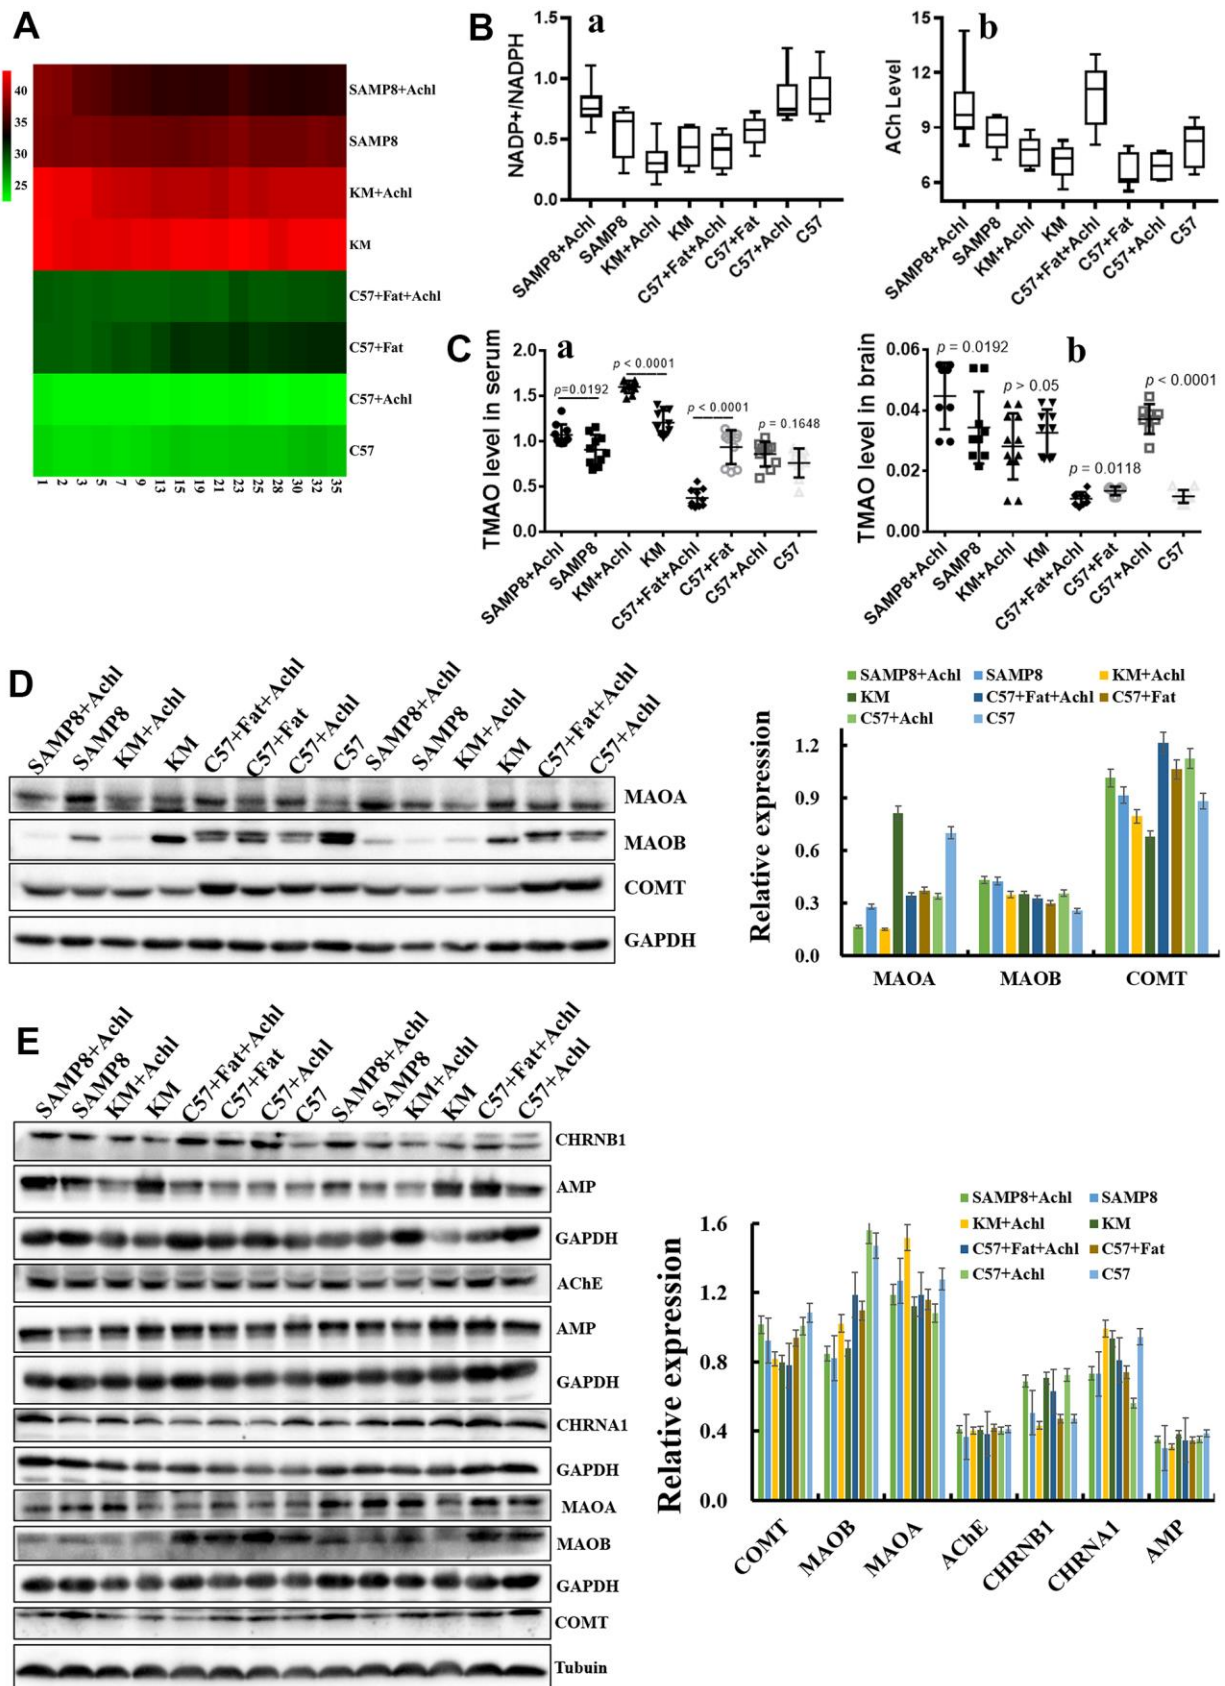 A
40
35
30
25
SAMP8+Achl
SAMP8
KM+Achl
KM
C57+Fat+Achl
C57+Fat
C57+Achl
C57
1 2 3 5 7 9 13 15 19 21 23 25 28 30 32 35
B
a
NADP+/NADPH
1.5
1.0
0.5
0.0
SAMP8+Achl
SAMP8
KM+Achl
KM
C57+Fat+Achl
C57+Fat
C57+Achl
C57
b
ACh Level
15
12
9
6
SAMP8+Achl
SAMP8
KM+Achl
KM
C57+Fat+Achl
C57+Fat
C57+Achl
C57
C
a
TMAO level in serum
2.0
1.5
1.0
0.5
0.0
p=0.0192
p < 0.0001
p < 0.0001
p = 0.1648
SAMP8+Achl
SAMP8
KM+Achl
KM
C57+Fat+Achl
C57+Fat
C57+Achl
C57
b
TMAO level in brain
0.06
0.04
0.02
0.00
p = 0.0192
p > 0.05
p = 0.0118
p < 0.0001
SAMP8+Achl
SAMP8
KM+Achl
KM
C57+Fat+Achl
C57+Fat
C57+Achl
C57
D
SAMP8+Achl
SAMP8
KM+Achl
KM
C57+Fat+Achl
C57+Fat
C57+Achl
C57
SAMP8+Achl
SAMP8
KM+Achl
KM
C57+Fat+Achl
C57+Achl
MAOA
MAOB
COMT
GAPDH
SAMP8+Achl SAMP8 KM+Achl
KM C57+Fat+Achl C57+Fat
C57+Achl C57
Relative expression
1.2
0.9
0.6
0.3
0.0
MAOA MAOB COMT
E
SAMP8+Achl
SAMP8
KM+Achl
KM
C57+Fat+Achl
C57+Fat
C57+Achl
C57
SAMP8+Achl
SAMP8
KM+Achl
KM
C57+Fat+Achl
C57+Achl
CHRNB1
AMP
GAPDH
AChE
AMP
GAPDH
CHRNA1
GAPDH
MAOA
MAOB
GAPDH
COMT
Tubuin
SAMP8+Achl SAMP8
KM+Achl KM
C57+Fat+Achl C57+Fat
C57+Achl C57
Relative expression
1.6
1.2
0.8
0.4
0.0
COMT
MAOB
MAOA
AChE
CHRNB1
CHRNA1
AMP